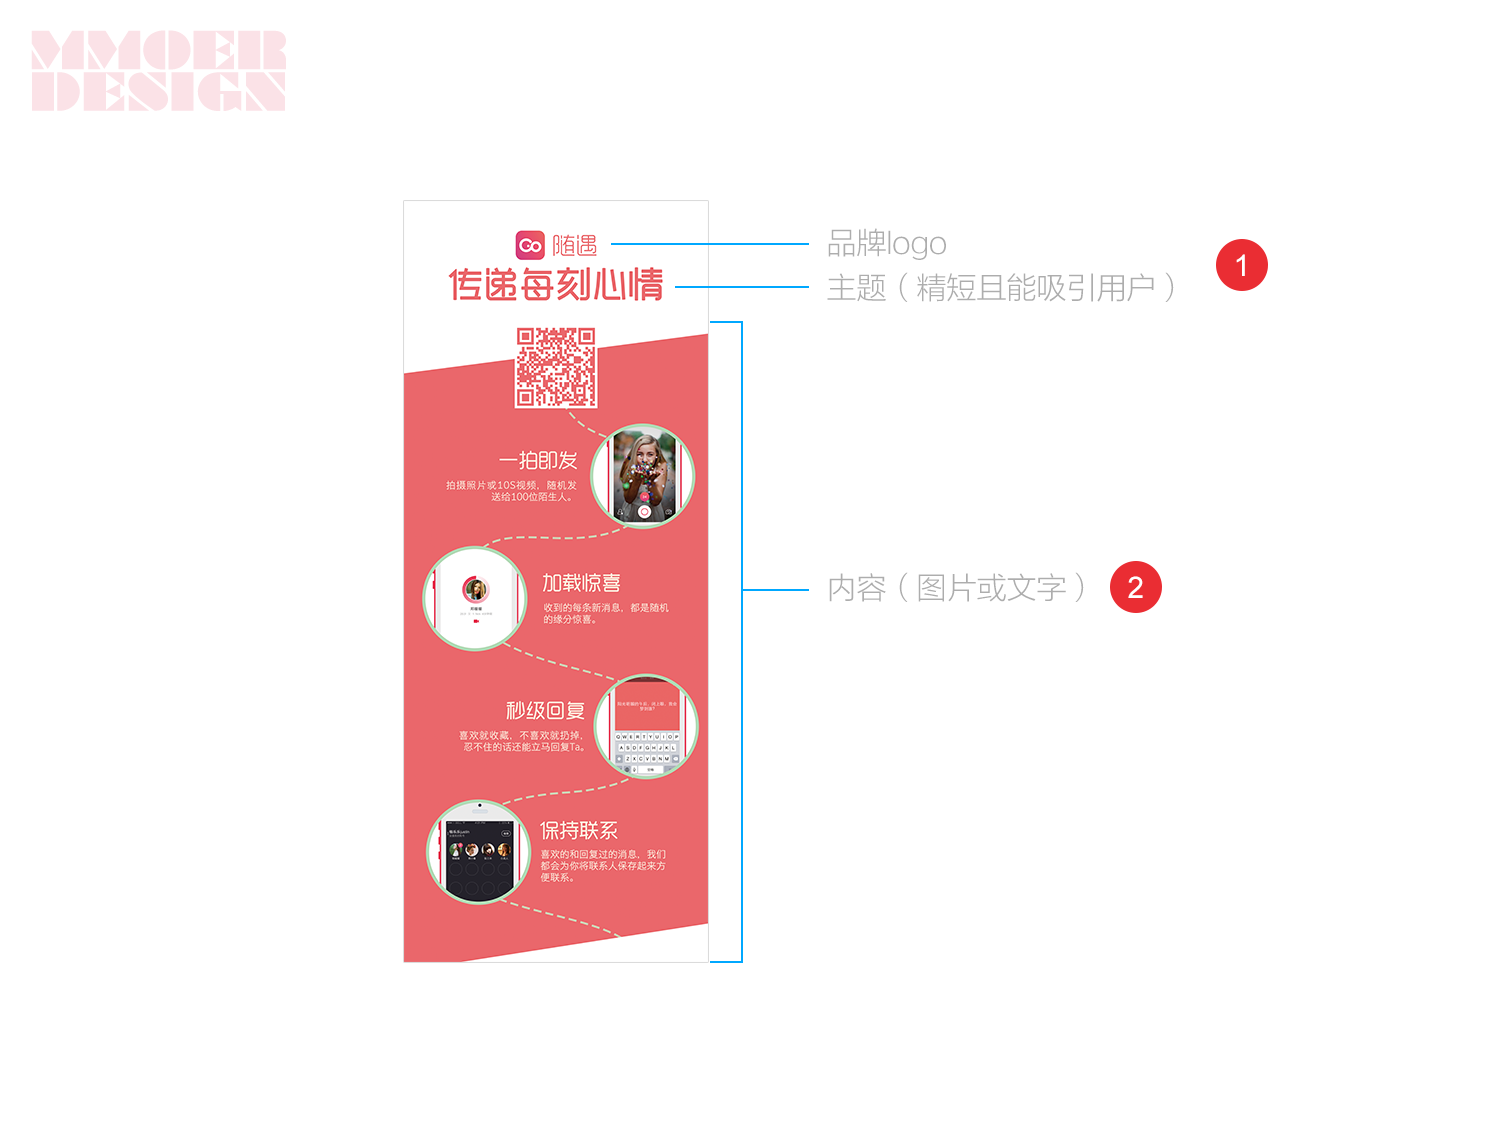 MMOER
DESIGN
随遇
传递每刻心情
品牌logo
主题（精短且能吸引用户）
1
一拍即发
拍摄照片或10S视频，随机发
送给100位陌生人。
加载惊喜
收到的每条新消息，都是随机
的缘分惊喜。
内容（图片或文字）
2
秒级回复
喜欢就收藏，不喜欢就扔掉，
忍不住的话还能立马回复Ta。
Q W E R T Y U I O P
A S D F G H J K L
Z X C V B N M
保持联系
喜欢的和回复过的消息，我们
都会为你将联系人保存起来方
便联系。